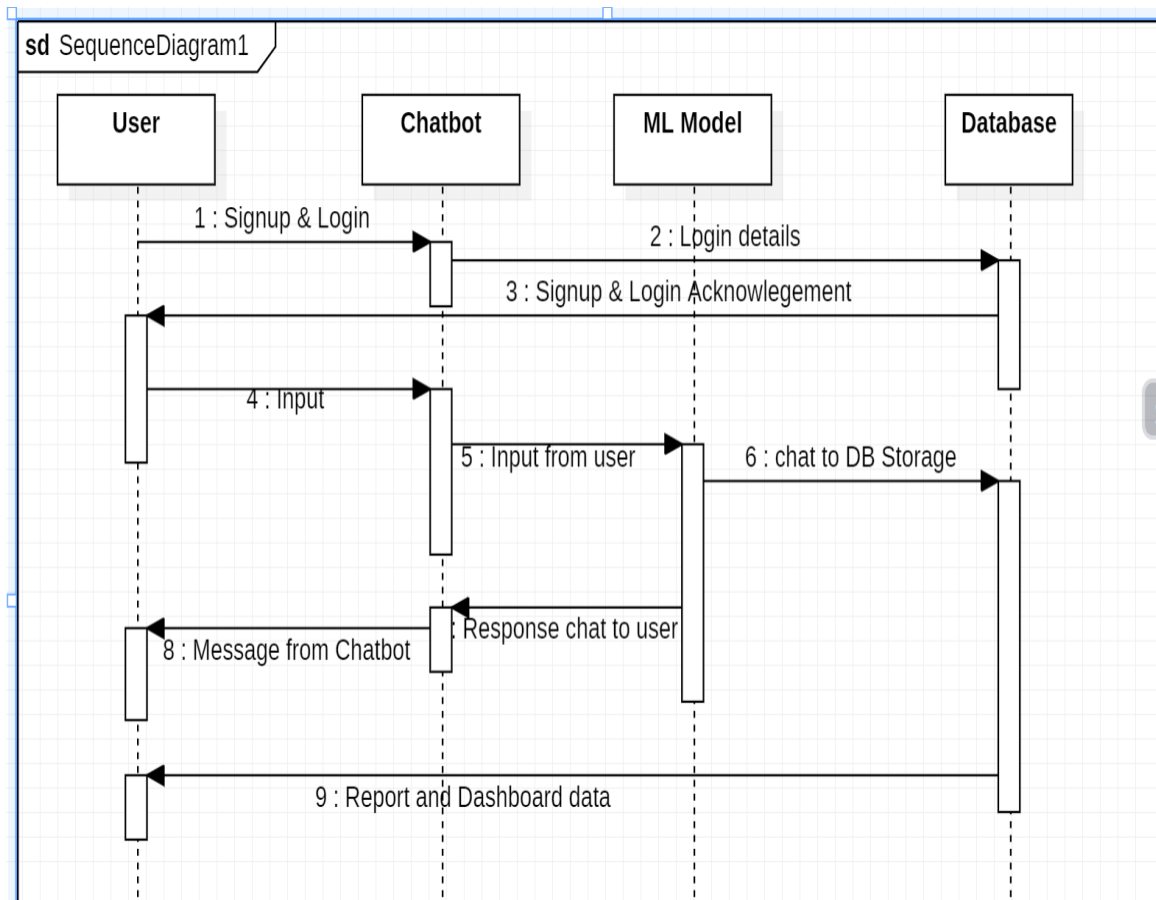 sd SequenceDiagram1
User
Chatbot
ML Model
Database
1 : Signup & Login
2 : Login details
3 : Signup & Login Acknowlegement
4 : Input
5 : Input from user
6 : chat to DB Storage
: Response chat to user
8 : Message from Chatbot
9 : Report and Dashboard data